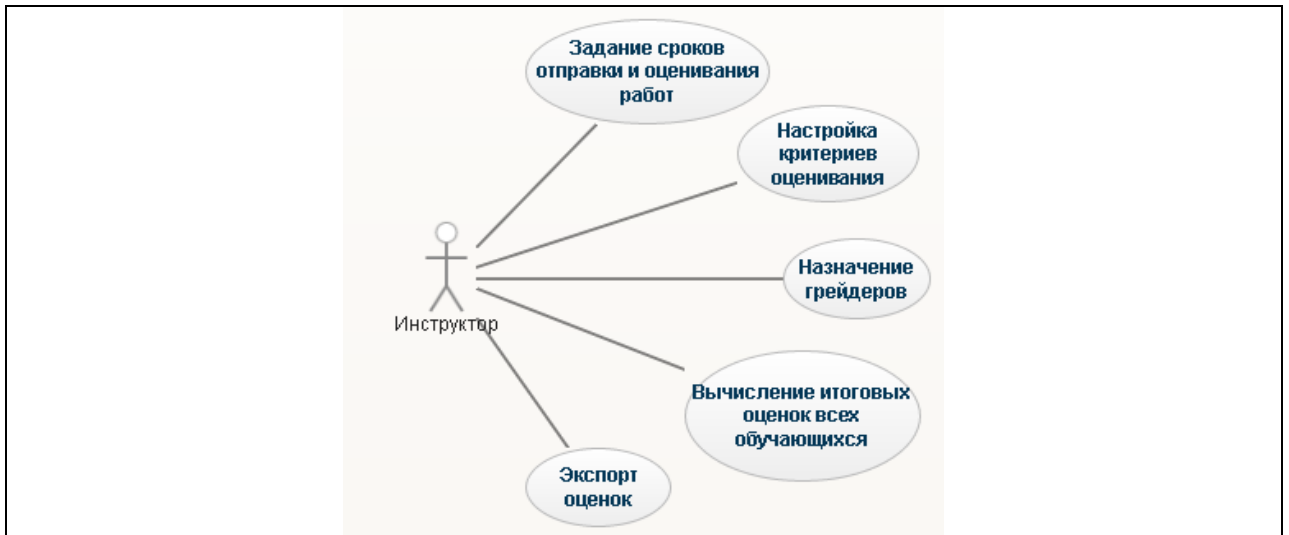 Задание сроков
отправки и оценивания
работ
Настройка
критериев
оценивания
Назначение
грейдеров
Инструктор
Вычисление итоговых
оценок всех
обучающихся
Экспорт
оценок